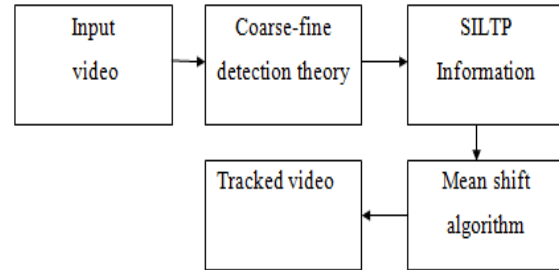 Input
video
Coarse-fine
detection theory
SILTP
Information
Tracked video
Mean shift
algorithm